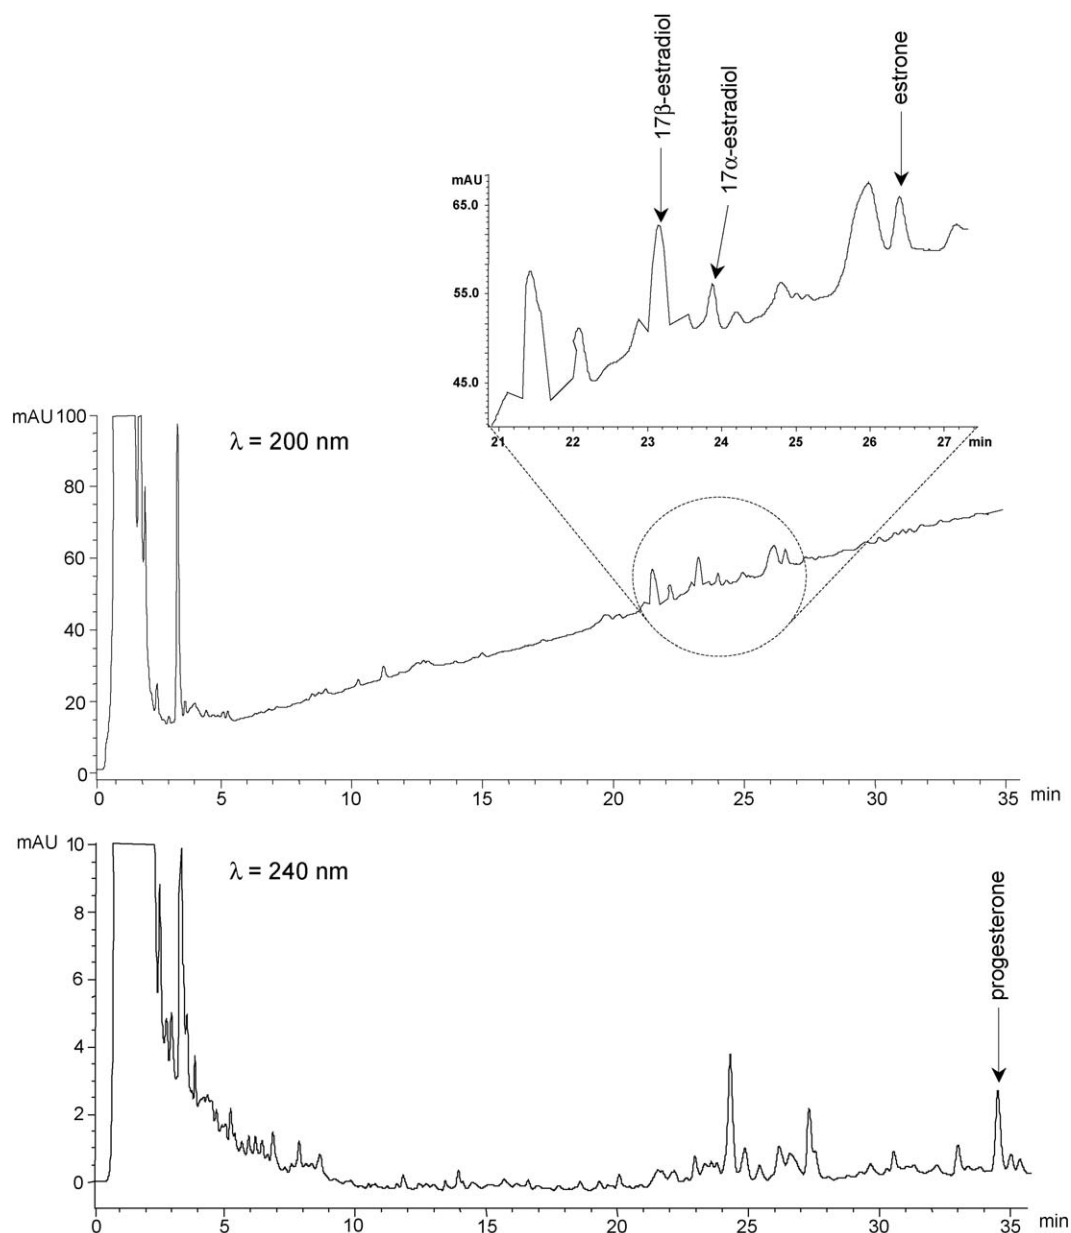 17β-estradiol
17α-estradiol
estrone
mAU
65.0
55.0
45.0
21 22 23 24 25 26 27 min
mAU 100
80
60
40
20
0
λ = 200 nm
0 5 10 15 20 25 30 35 min
mAU 10
8
6
4
2
0
λ = 240 nm
progesterone
0 5 10 15 20 25 30 35 min